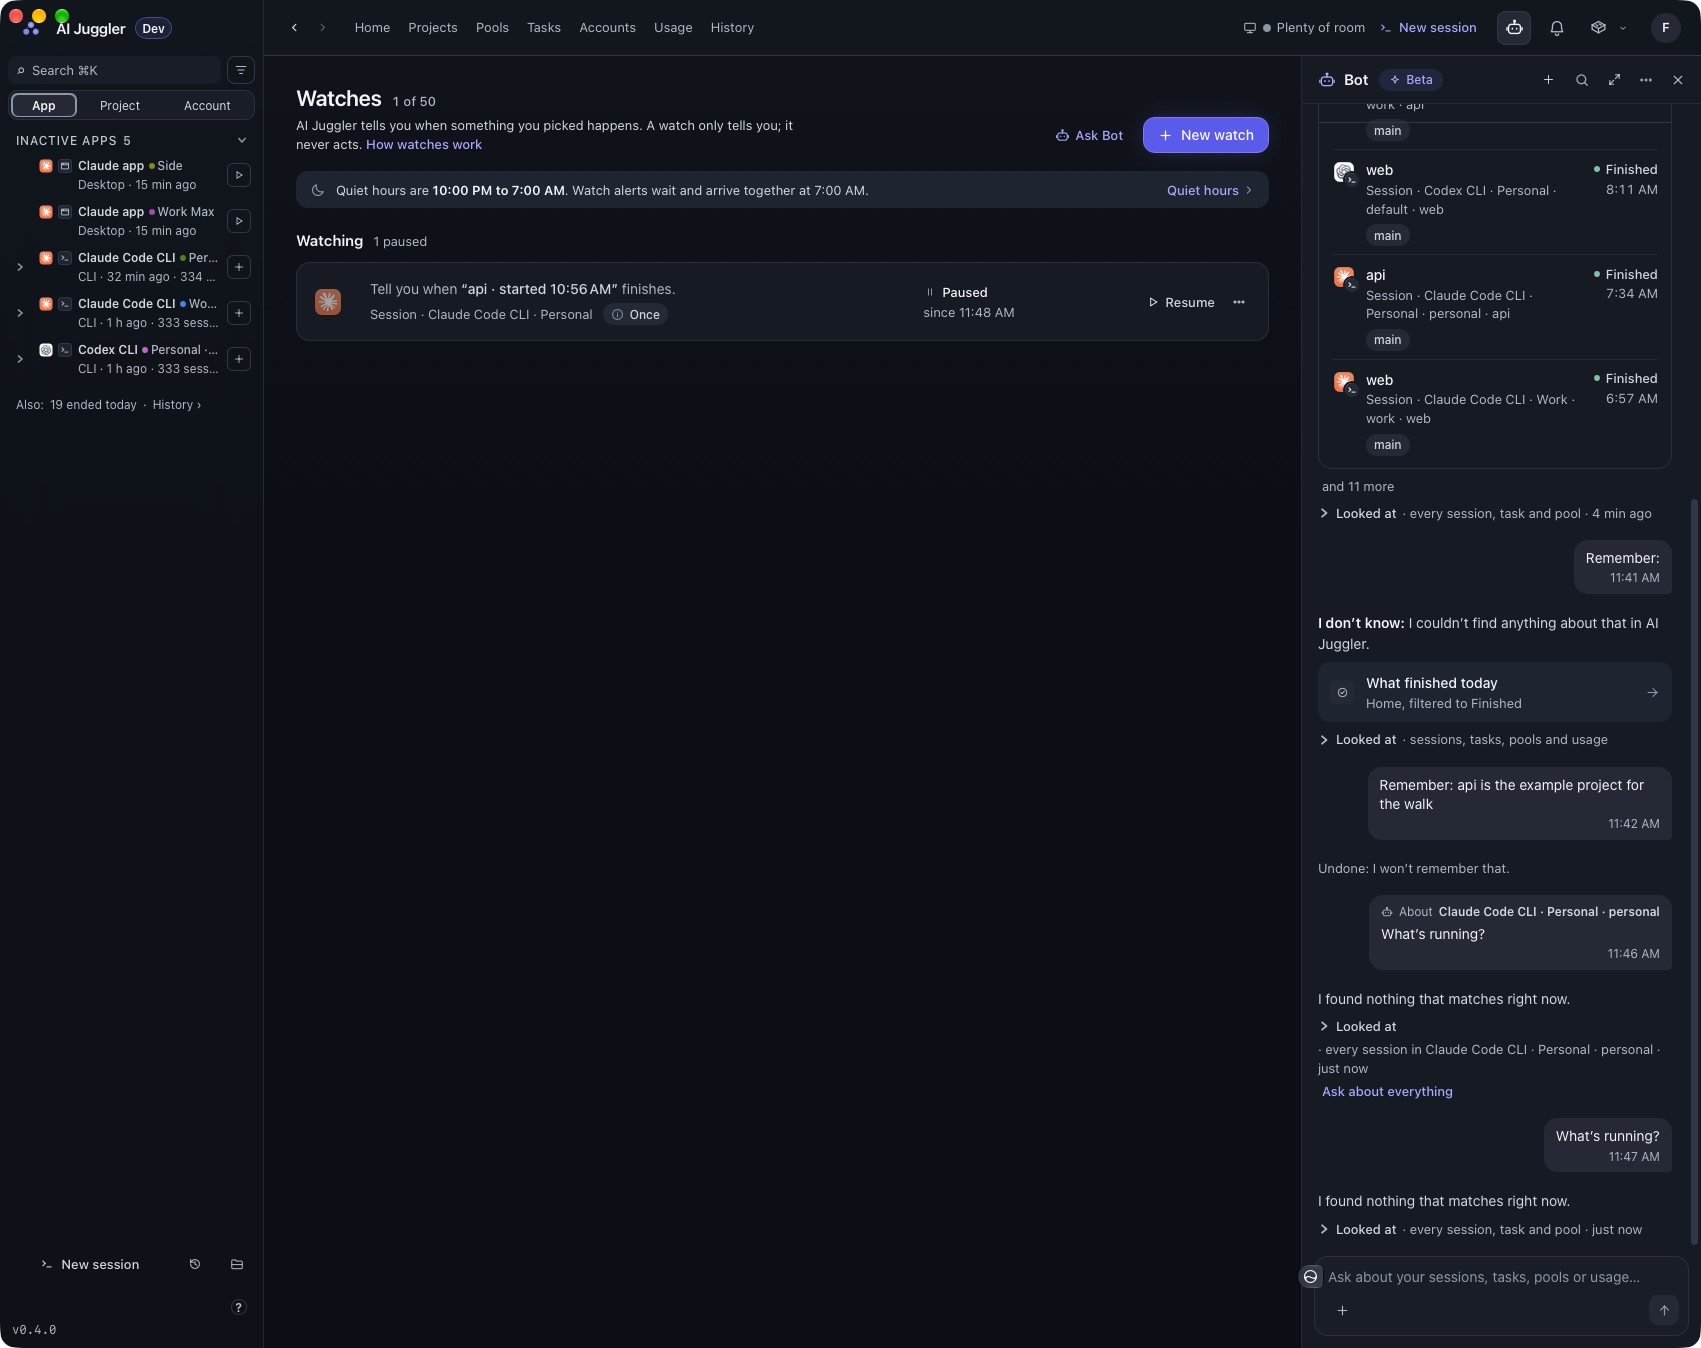 AI Juggler Dev
Search ⌘K
App Project Account
INACTIVE APPS 5
Claude app Side
Desktop · 15 min ago
Claude app Work Max
Desktop · 15 min ago
Claude Code CLI Per...
CLI · 32 min ago · 334 ...
Claude Code CLI Wo...
CLI · 1 h ago · 333 sess...
Codex CLI Personal ·...
CLI · 1 h ago · 333 sess...
Also: 19 ended today · History ›
New session
?
v0.4.0
Home Projects Pools Tasks Accounts Usage History
Plenty of room New session F
Watches 1 of 50
AI Juggler tells you when something you picked happens. A watch only tells you; it
never acts. How watches work
Ask Bot
+ New watch
Quiet hours are 10:00 PM to 7:00 AM. Watch alerts wait and arrive together at 7:00 AM.
Quiet hours
Watching 1 paused
Tell you when “api · started 10:56 AM” finishes.
Session · Claude Code CLI · Personal Once
Paused
since 11:48 AM
Resume
Bot Beta
work · api
main
web Finished
Session · Codex CLI · Personal · 8:11 AM
default · web
main
api Finished
Session · Claude Code CLI · 7:34 AM
Personal · personal · api
main
web Finished
Session · Claude Code CLI · Work · 6:57 AM
work · web
main
and 11 more
Looked at · every session, task and pool · 4 min ago
Remember:
11:41 AM
I don’t know: I couldn’t find anything about that in AI
Juggler.
What finished today
Home, filtered to Finished
Looked at · sessions, tasks, pools and usage
Remember: api is the example project for
the walk
11:42 AM
Undone: I won’t remember that.
About Claude Code CLI · Personal · personal
What’s running?
11:46 AM
I found nothing that matches right now.
Looked at
· every session in Claude Code CLI · Personal · personal ·
just now
Ask about everything
What’s running?
11:47 AM
I found nothing that matches right now.
Looked at · every session, task and pool · just now
Ask about your sessions, tasks, pools or usage...